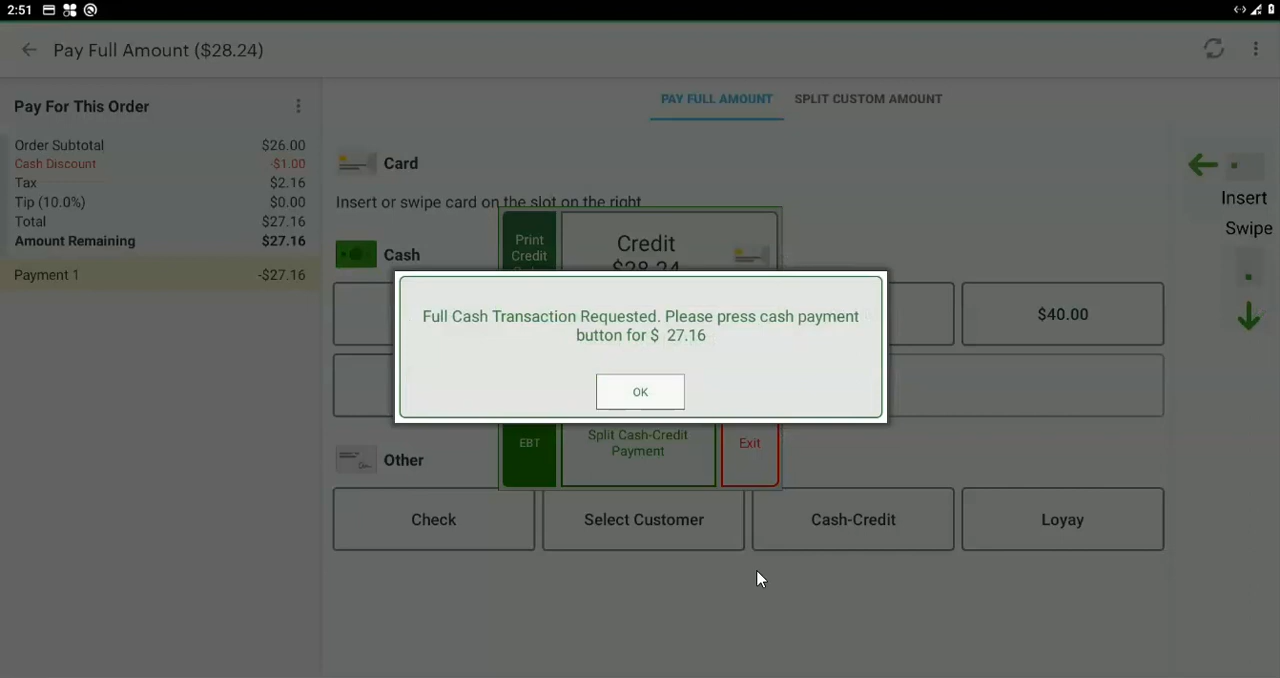 2:51
Pay Full Amount ($28.24)
Pay For This Order
Order Subtotal $26.00
Cash Discount -$1.00
Tax $2.16
Tip (10.0%) $0.00
Total $27.16
Amount Remaining $27.16
Payment 1 -$27.16
PAY FULL AMOUNT SPLIT CUSTOM AMOUNT
Card
Insert or swipe card on the slot on the right
Insert
Swipe
Cash
Print
Credit
Credit
$28.24
$40.00
Full Cash Transaction Requested. Please press cash payment
button for $ 27.16
OK
EBT
Split Cash-Credit
Payment
Exit
Other
Check
Select Customer
Cash-Credit
Loyay